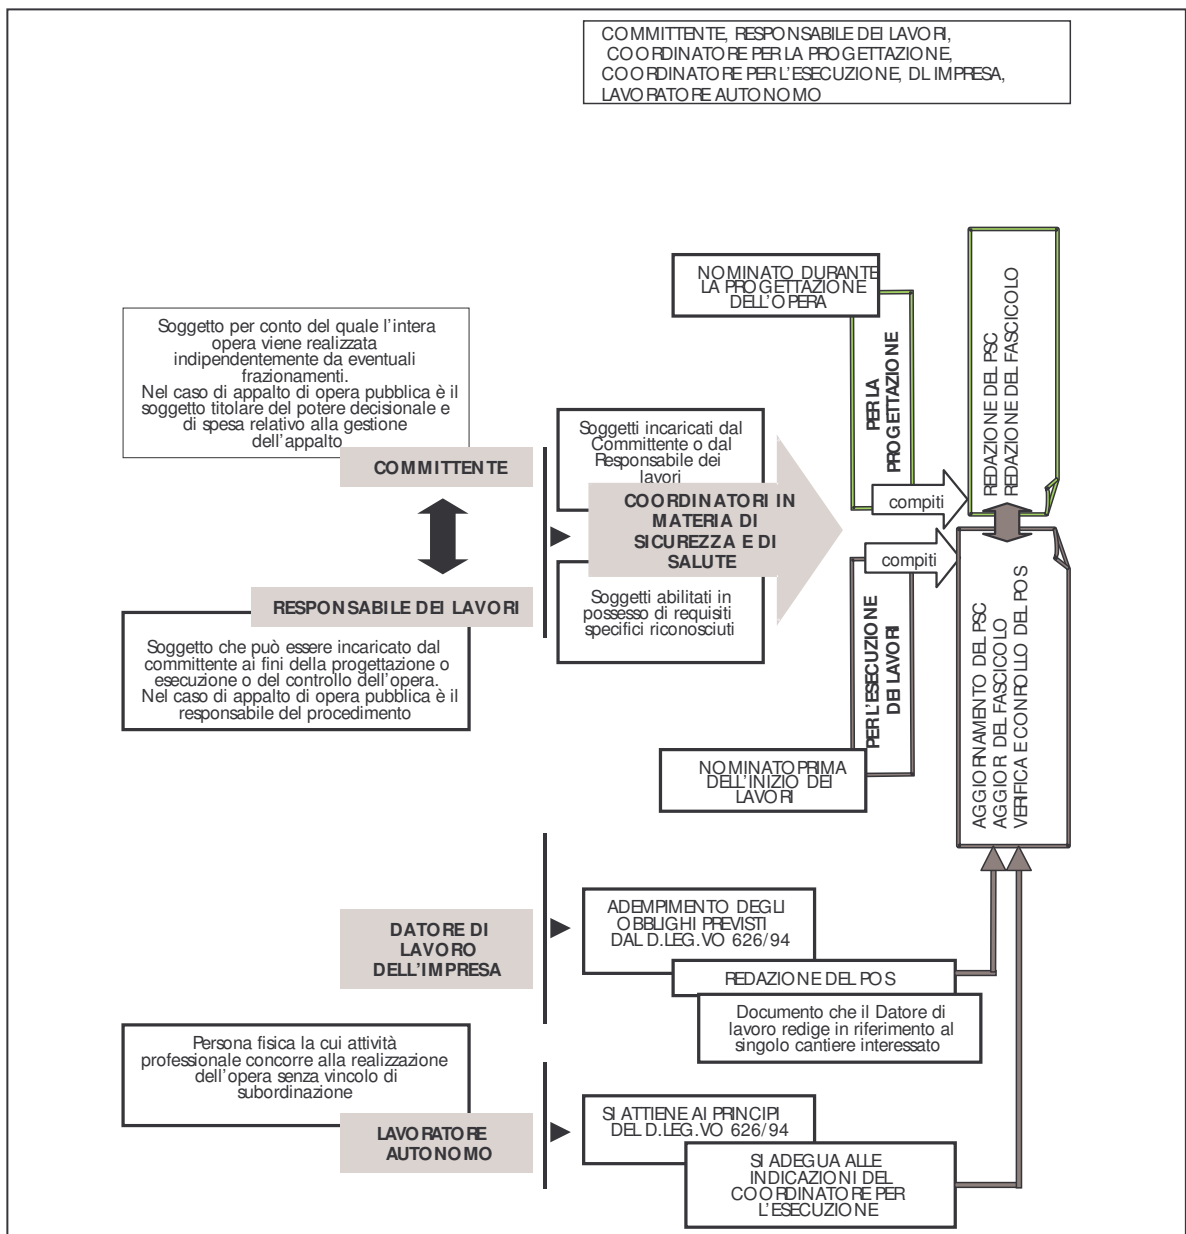 COMMITTENTE, RESPONSABILE DEI LAVORI,
COORDINATORE PER LA PROGETTAZIONE,
COORDINATORE PER L'ESECUZIONE, DL IMPRESA,
LAVORATORE AUTONOMO
NOMINATO DURANTE
LA PROGETTAZIONE
DELL'OPERA
PER LA
PROGETTAZIONE
compiti
REDAZIONE DEL PSC
REDAZIONE DEL FASCICOLO
Soggetto per conto del quale l'intera
opera viene realizzata
indipendentemente da eventuali
frazionamenti.
Nel caso di appalto di opera pubblica è il
soggetto titolare del potere decisionale e
di spesa relativo alla gestione
dell'appalto
COMMITTENTE
Soggetti incaricati dal
Committente o dal
Responsabile dei
lavori
COORDINATORI IN
MATERIA DI
SICUREZZA E DI
SALUTE
Soggetti abilitati in
possesso di requisiti
specifici riconosciuti
RESPONSABILE DEI LAVORI
Soggetto che può essere incaricato dal
committente ai fini della progettazione o
esecuzione o del controllo dell'opera.
Nel caso di appalto di opera pubblica è il
responsabile del procedimento
compiti
PER L'ESECUZIONE
DEI LAVORI
NOMINATO PRIMA
DELL'INIZIO DEI
LAVORI
AGGIORNAMENTO DEL PSC
AGGIOR DEL FASCICOLO
VERIFICA E CONROLLO DEL POS
DATORE DI
LAVORO
DELL'IMPRESA
ADEMPIMENTO DEGLI
OBBLIGHI PREVISTI
DAL D.LEG.VO 626/94
REDAZIONE DEL POS
Documento che il Datore di
lavoro redige in riferimento al
singolo cantiere interessato
Persona fisica la cui attività
professionale concorre alla realizzazione
dell'opera senza vincolo di
subordinazione
LAVORATORE
AUTONOMO
SI ATTIENE AI PRINCIPI
DEL D.LEG.VO 626/94
SI ADEGUA ALLE
INDICAZIONI DEL
COORDINATORE PER
L'ESECUZIONE